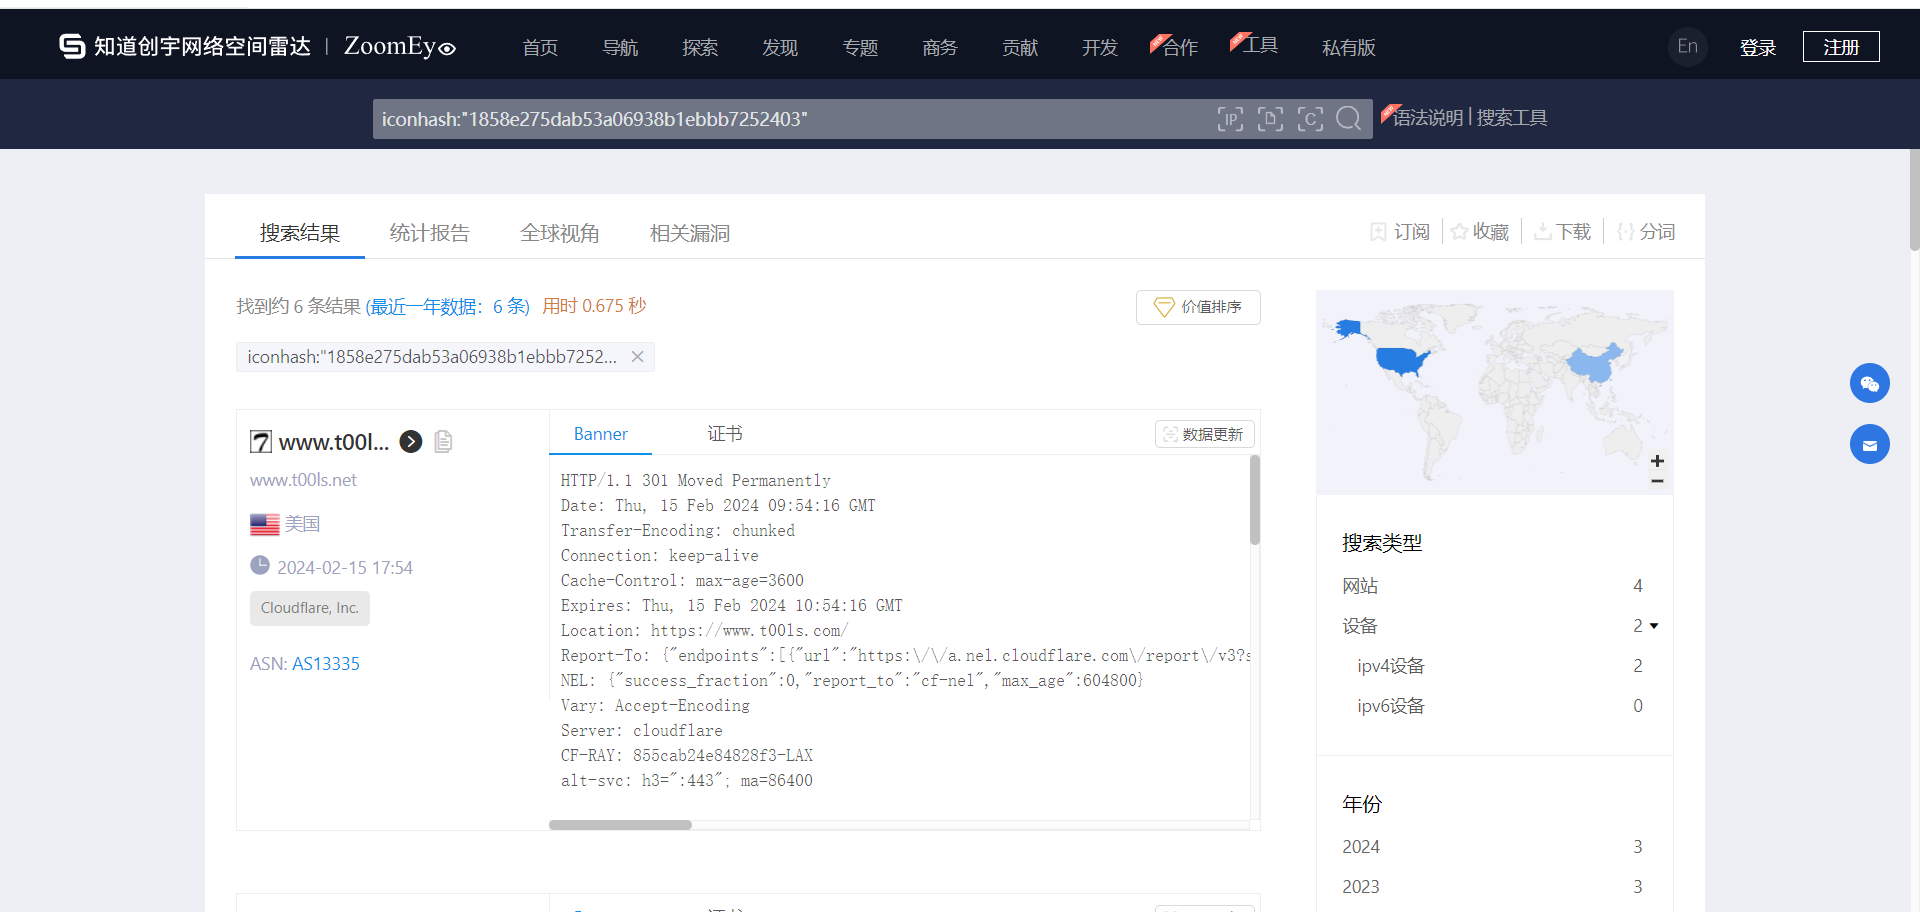 知道创宇网络空间雷达 | ZoomEye
首页 导航 探索 发现 专题 商务 贡献 开发 合作 工具 私有版
En 登录 注册
iconhash:"1858e275dab53a06938b1ebbb7252403"
IP D C
语法说明 | 搜索工具
搜索结果 统计报告 全球视角 相关漏洞
订阅 收藏 下载 分词
找到约 6 条结果 (最近一年数据：6 条) 用时 0.675 秒
价值排序
iconhash:"1858e275dab53a06938b1ebbb7252... ×
7 www.t00l...
www.t00ls.net
美国
2024-02-15 17:54
Cloudflare, Inc.
ASN: AS13335
Banner 证书 数据更新
HTTP/1.1 301 Moved Permanently
Date: Thu, 15 Feb 2024 09:54:16 GMT
Transfer-Encoding: chunked
Connection: keep-alive
Cache-Control: max-age=3600
Expires: Thu, 15 Feb 2024 10:54:16 GMT
Location: https://www.t00ls.com/
Report-To: {"endpoints":[{"url":"https:\/\/a.nel.cloudflare.com\/report\/v3?s
NEL: {"success_fraction":0,"report_to":"cf-nel","max_age":604800}
Vary: Accept-Encoding
Server: cloudflare
CF-RAY: 855cab24e84828f3-LAX
alt-svc: h3=":443"; ma=86400
+
−
搜索类型
网站 4
设备 2
ipv4设备 2
ipv6设备 0
年份
2024 3
2023 3